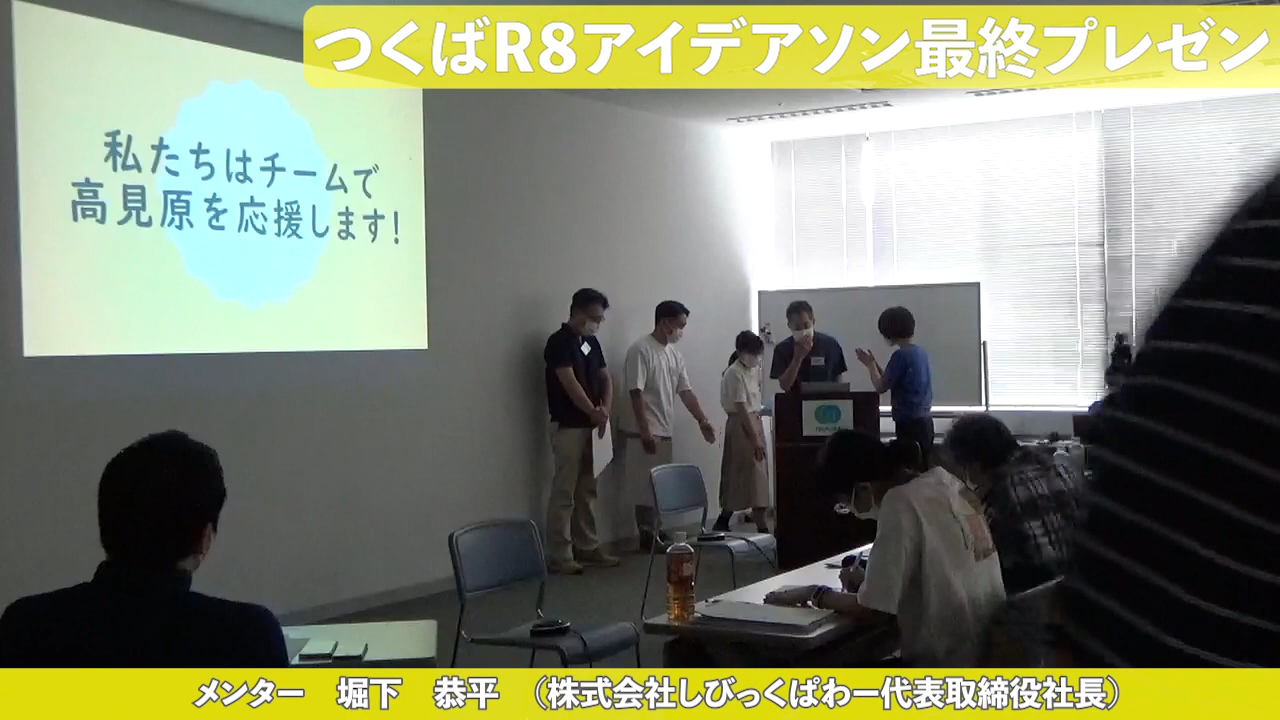 つくばR8アイデアソン最終プレゼン
私たちはチームで
高見原を応援します!
メンター　堀下　恭平　（株式会社しびっくぱわー代表取締役社長）